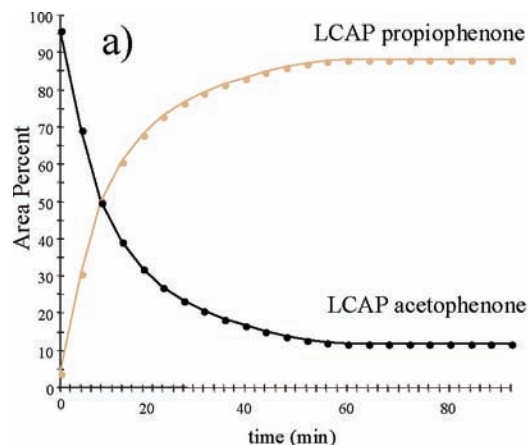 a)
LCAP propiophenone
100
90
80
70
60
50
40
30
20
10
0
Area Percent
LCAP acetophenone
0 20 40 60 80
time (min)